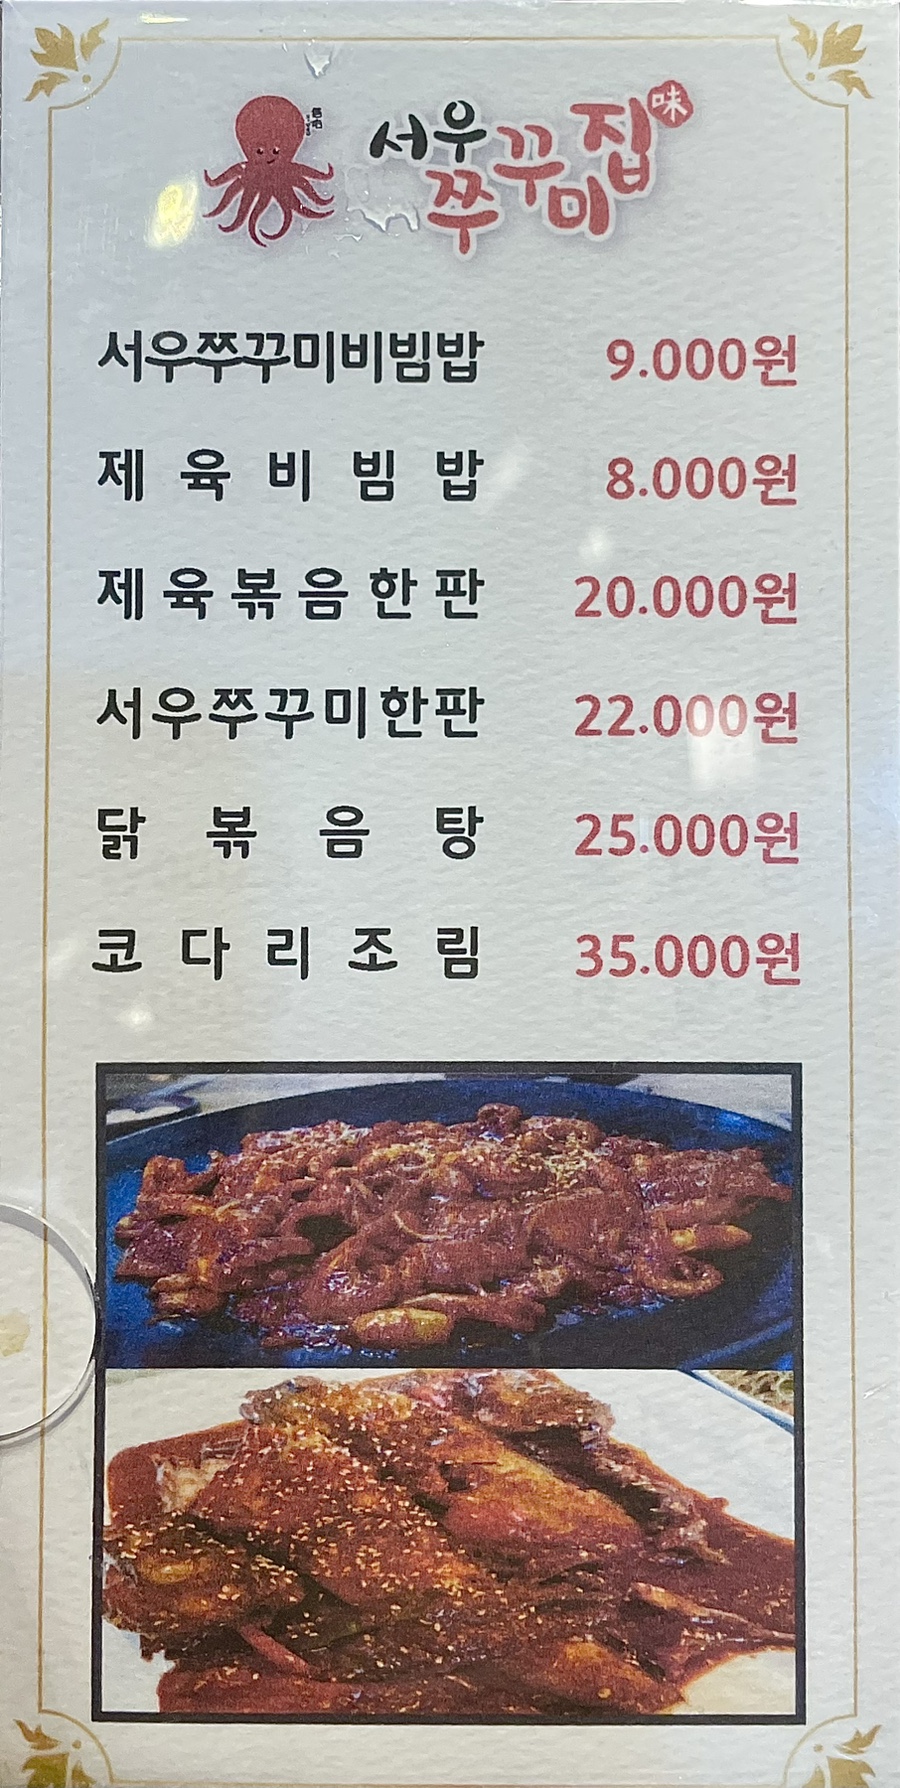 서우쭈꾸미집 味
서우쭈꾸미비빔밥 9.000원
제육비빔밥 8.000원
제육볶음한판 20.000원
서우쭈꾸미한판 22.000원
닭볶음탕 25.000원
코다리조림 35.000원